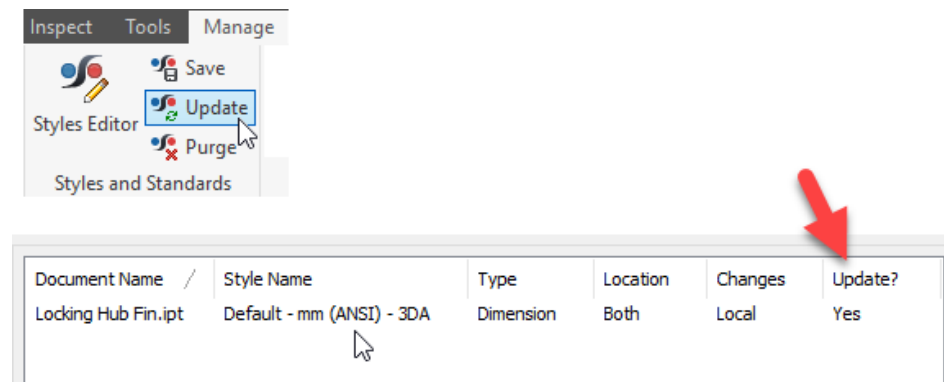 Inspect Tools Manage
Save
Styles Editor
Update
Purge
Styles and Standards
Document Name / Style Name Type Location Changes Update?
Locking Hub Fin.ipt Default - mm (ANSI) - 3DA Dimension Both Local Yes